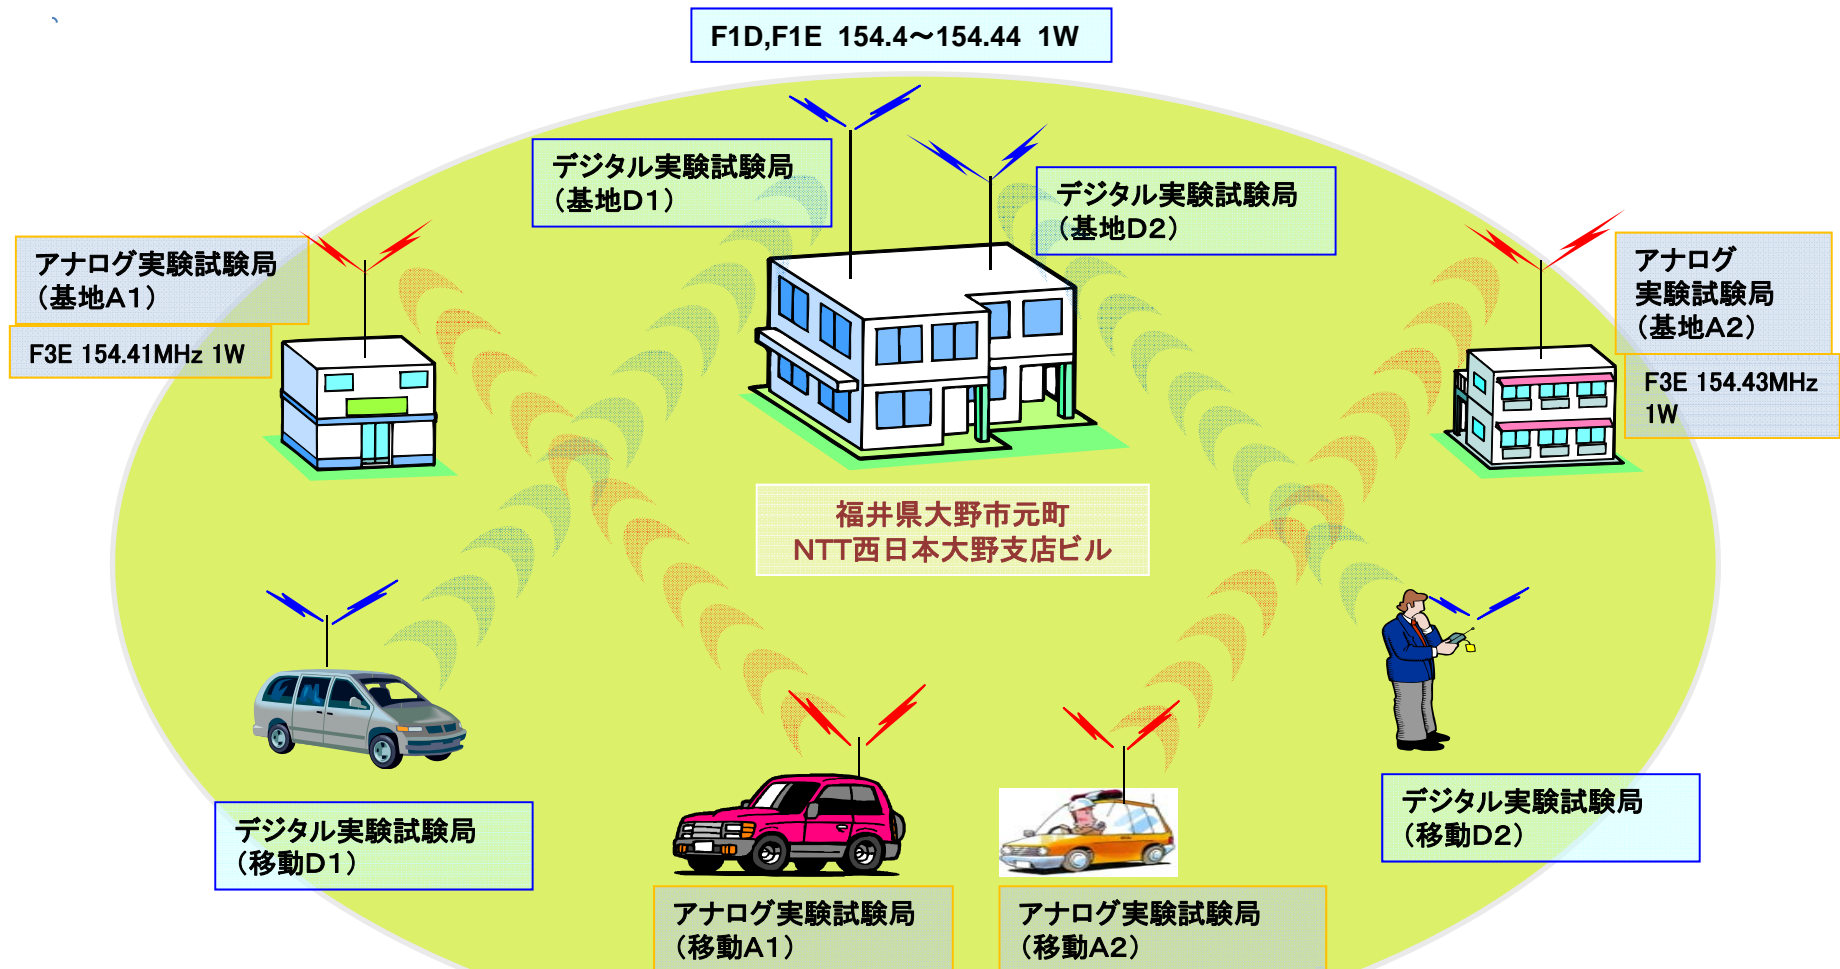 F1D,F1E 154.4～154.44 1W
デジタル実験試験局
（基地D1）
デジタル実験試験局
（基地D2）
アナログ実験試験局
（基地A1）
F3E 154.41MHz 1W
アナログ
実験試験局
（基地A2）
F3E 154.43MHz
1W
福井県大野市元町
NTT西日本大野支店ビル
デジタル実験試験局
（移動D1）
デジタル実験試験局
（移動D2）
アナログ実験試験局
（移動A1）
アナログ実験試験局
（移動A2）